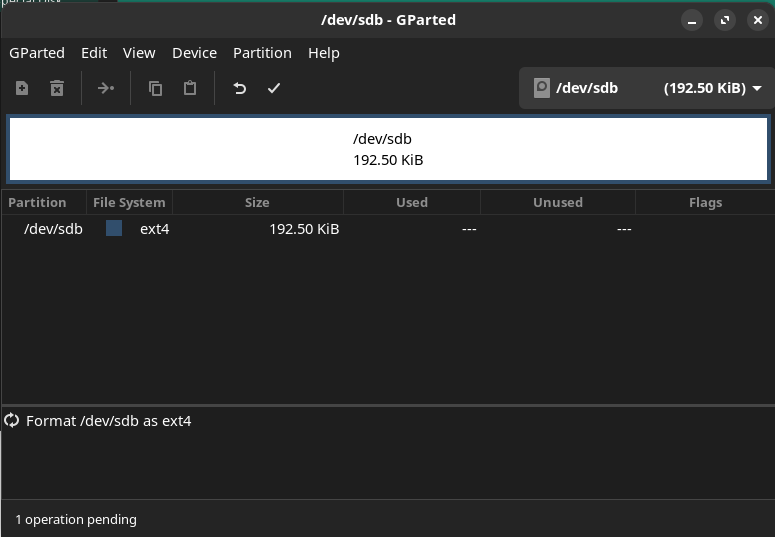 /dev/sdb - GParted
GParted Edit View Device Partition Help
/dev/sdb (192.50 KiB)
/dev/sdb
192.50 KiB
Partition File System Size Used Unused Flags
/dev/sdb ext4 192.50 KiB --- ---
Format /dev/sdb as ext4
1 operation pending